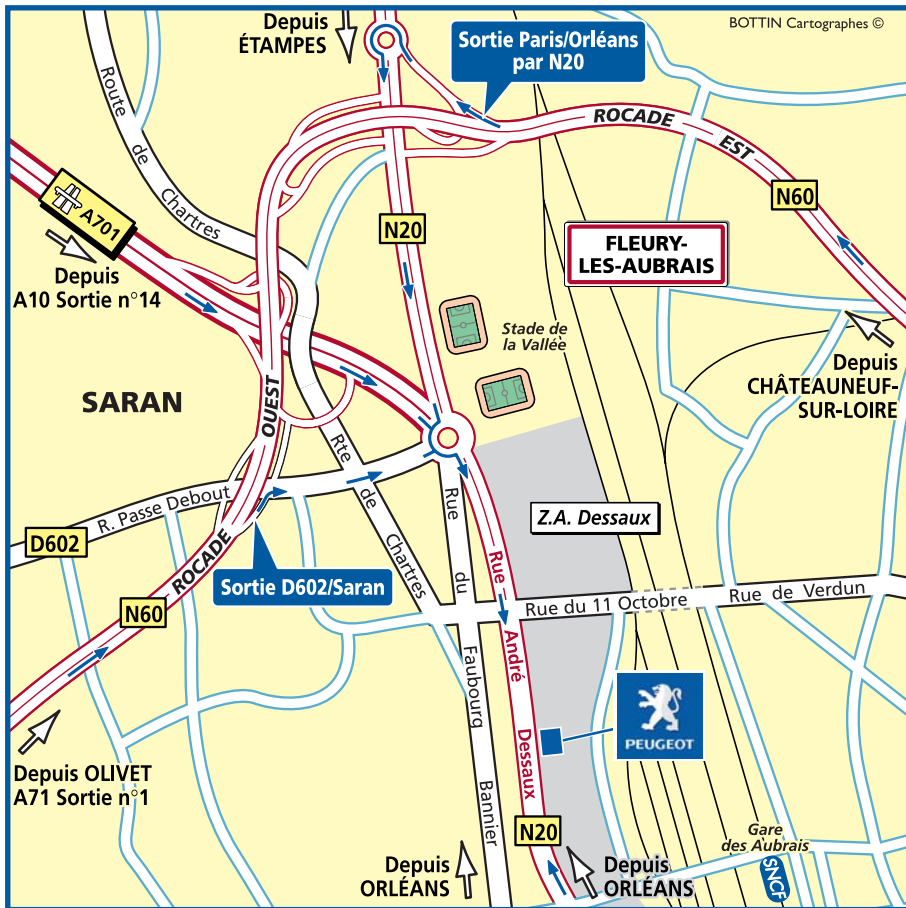 Depuis
ÉTAMPES
Sortie Paris/Orléans
par N20
BOTTIN Cartographes ©
Route
de
Chartres
ROCADE
EST
N60
A701
Depuis
A10 Sortie n°14
N20
FLEURY-
LES-AUBRAIS
Stade de
la Vallée
Depuis
CHÂTEAUNEUF-
SUR-LOIRE
SARAN
OUEST
Rte
de
Chartres
R. Passe Debout
D602
ROCADE
Sortie D602/Saran
N60
Rue
du
Faubourg
Bannier
Rue
André
Dessaux
Z.A. Dessaux
Rue du 11 Octobre
Rue de Verdun
PEUGEOT
Depuis OLIVET
A71 Sortie n°1
N20
Gare
des Aubrais
SNCF
Depuis
ORLÉANS
Depuis
ORLÉANS